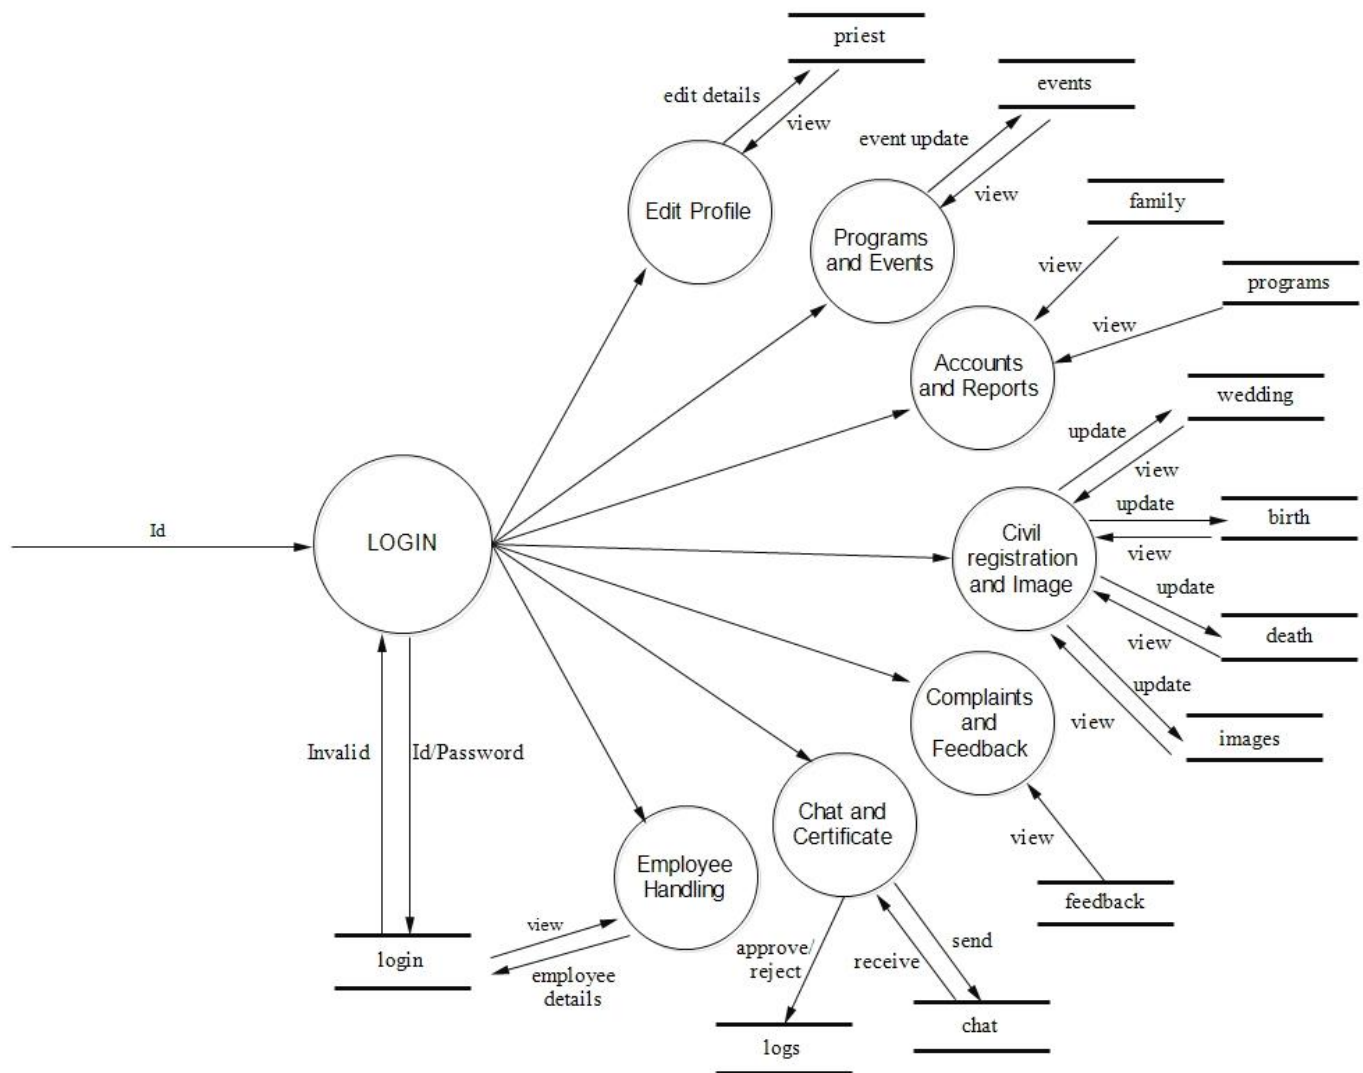 priest
events
edit details
view
event update
view
family
Edit Profile
Programs
and Events
view
programs
view
Accounts
and Reports
wedding
update
view
update
birth
Id
LOGIN
Civil
registration
and Image
view
update
death
view
update
images
view
Complaints
and
Feedback
Invalid
Id/Password
Chat and
Certificate
view
Employee
Handling
feedback
view
login
employee
details
approve/
reject
receive
send
chat
logs